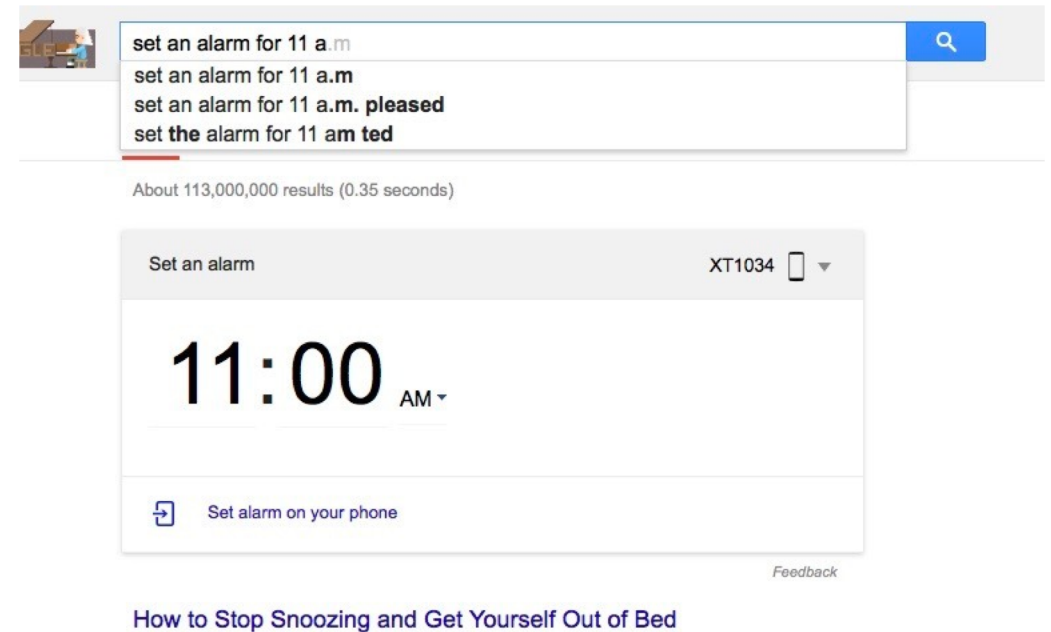 GLE
set an alarm for 11 a.m
set an alarm for 11 a.m
set an alarm for 11 a.m. pleased
set the alarm for 11 am ted
About 113,000,000 results (0.35 seconds)
Set an alarm XT1034
11:00 AM
Set alarm on your phone
Feedback
How to Stop Snoozing and Get Yourself Out of Bed